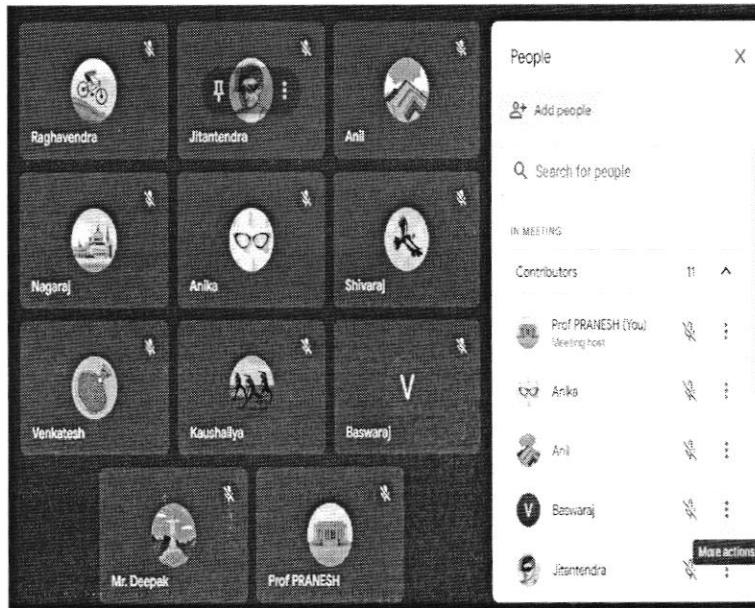 Raghavendra
Jitantendra
Anil
Nagaraj
Anika
Shivaraj
Venkatesh
Kaushaliya
V
Baswaraj
Mr. Deepak
Prof PRANESH
People
Add people
Search for people
IN MEETING
Contributors 11
Prof PRANESH (You)
Meeting host
Anika
Anil
V Baswaraj
More actions
Jitantendra